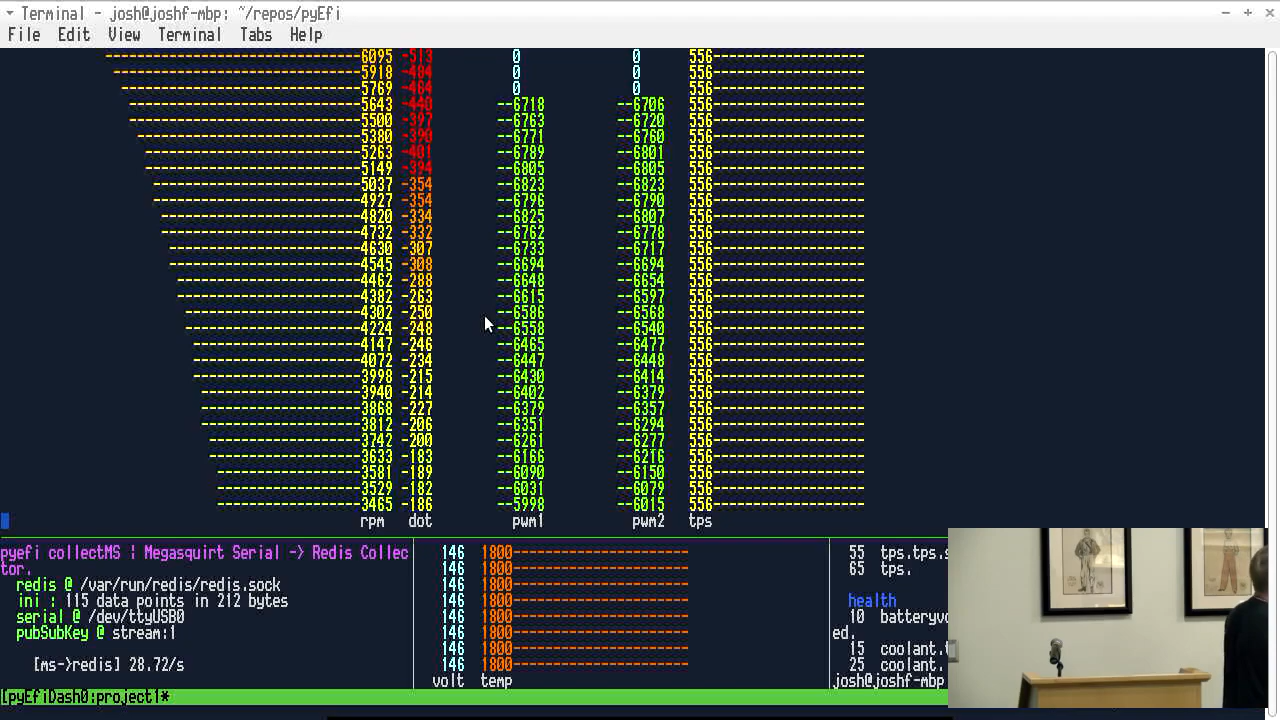 Terminal - josh@joshf-mbp: ~/repos/pyEfi
File Edit View Terminal Tabs Help
--------------------------------6095 -513 0 0 556-------------------
-------------------------------5918 -484 0 0 556-------------------
------------------------------5769 -464 0 0 556-------------------
-----------------------------5643 -440 --6718 --6706 556-------------------
-----------------------------5500 -397 --6763 --6720 556-------------------
----------------------------5380 -390 --6771 --6760 556-------------------
---------------------------5263 -401 --6789 --6801 556-------------------
---------------------------5149 -394 --6805 --6805 556-------------------
--------------------------5037 -354 --6823 --6823 556-------------------
--------------------------4927 -354 --6796 --6790 556-------------------
-------------------------4820 -334 --6825 --6807 556-------------------
-------------------------4732 -332 --6762 --6778 556-------------------
------------------------4630 -307 --6733 --6717 556-------------------
------------------------4545 -308 --6694 --6694 556-------------------
-----------------------4462 -288 --6648 --6654 556-------------------
-----------------------4382 -263 --6615 --6597 556-------------------
----------------------4302 -250 --6586 --6568 556-------------------
----------------------4224 -248 --6558 --6540 556-------------------
---------------------4147 -246 --6465 --6477 556-------------------
---------------------4072 -234 --6447 --6448 556-------------------
---------------------3998 -215 --6430 --6414 556-------------------
--------------------3940 -214 --6402 --6379 556-------------------
--------------------3868 -227 --6379 --6357 556-------------------
--------------------3812 -206 --6351 --6294 556-------------------
-------------------3742 -200 --6261 --6277 556-------------------
-------------------3633 -183 --6166 --6216 556-------------------
------------------3581 -189 --6090 --6150 556-------------------
------------------3529 -182 --6031 --6079 556-------------------
------------------3465 -186 --5998 --6015 556-------------------
rpm dot pwm1 pwm2 tps
pyefi collectMS | Megasquirt Serial -> Redis Collec
tor.
redis @ /var/run/redis/redis.sock
ini : 115 data points in 212 bytes
serial @ /dev/ttyUSB0
pubSubKey @ stream:1
[ms->redis] 28.72/s
146 1800----------------------
146 1800----------------------
146 1800----------------------
146 1800----------------------
146 1800----------------------
146 1800----------------------
146 1800----------------------
146 1800----------------------
volt temp
55 tps.tps.s
65 tps.
health
10 batteryvo
ed.
15 coolant.t
25 coolant.
josh@joshf-mbp
[pyEfiDash0:project1*